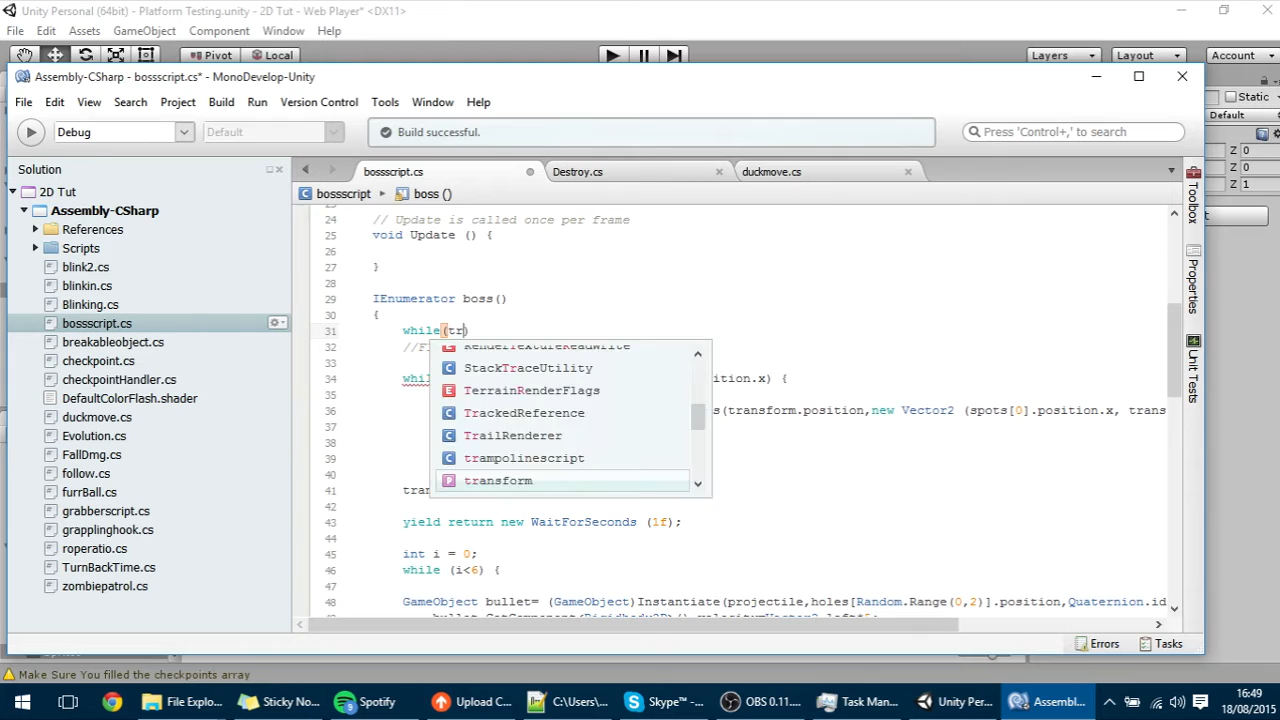 Unity Personal (64bit) - Platform Testing.unity - 2D Tut - Web Player* <DX11>
File Edit Assets GameObject Component Window Help
Pivot Local Layers Layout Account
Assembly-CSharp - bossscript.cs* - MonoDevelop-Unity
Static
File Edit View Search Project Build Run Version Control Tools Window Help
Default
Debug Default Build successful. Press 'Control+,' to search
Z 0
Solution bossscript.cs Destroy.cs duckmove.cs
Z 0
2D Tut bossscript boss () Z 1
Assembly-CSharp
References
Scripts
blink2.cs
blinkin.cs
Blinking.cs
bossscript.cs
breakableobject.cs
checkpoint.cs
checkpointHandler.cs
DefaultColorFlash.shader
duckmove.cs
Evolution.cs
FallDmg.cs
follow.cs
furrBall.cs
grabberscript.cs
grapplinghook.cs
roperatio.cs
TurnBackTime.cs
zombiepatrol.cs
24 // Update is called once per frame
25 void Update () {
26
27 }
28
29 IEnumerator boss()
30 {
31 while(tr)
32 //F
33
34 whil ition.x) {
35
36 s(transform.position,new Vector2 (spots[0].position.x, trans
37
38
39
40
41 tran
42
43 yield return new WaitForSeconds (1f);
44
45 int i = 0;
46 while (i<6) {
47
48 GameObject bullet= (GameObject)Instantiate(projectile,holes[Random.Range(0,2)].position,Quaternion.id
RenderTextureReadWrite
StackTraceUtility
TerrainRenderFlags
TrackedReference
TrailRenderer
trampolinescript
transform
Toolbox
Properties
Unit Tests
Errors Tasks
Make Sure You filled the checkpoints array
File Explo... Sticky No... Spotify Upload C... C:\Users\... Skype™ -... OBS 0.11.... Task Man... Unity Per... Assembl...
16:49
18/08/2015